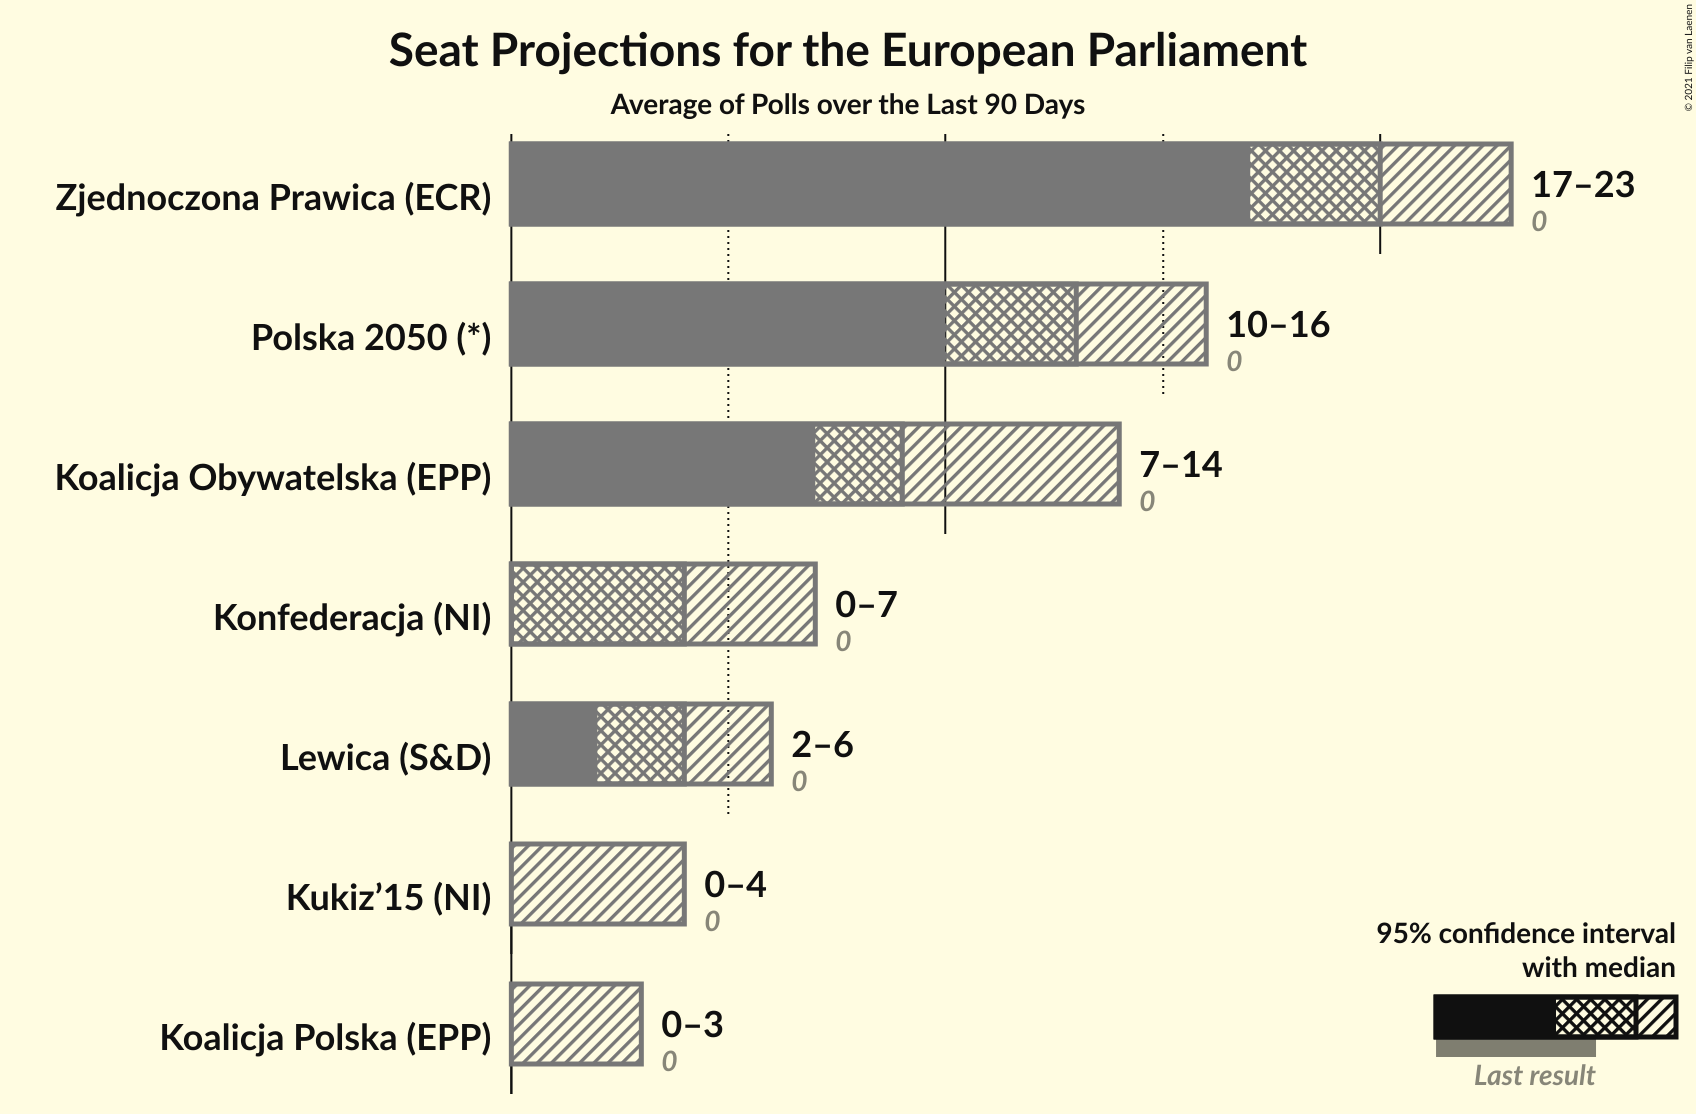 Seat Projections for the European Parliament
Average of Polls over the Last 90 Days
© 2021 Filip van Laenen
Zjednoczona Prawica (ECR)
17–23
0
Polska 2050 (*)
10–16
0
Koalicja Obywatelska (EPP)
7–14
0
Konfederacja (NI)
0–7
0
Lewica (S&D)
2–6
0
Kukiz’15 (NI)
0–4
0
Koalicja Polska (EPP)
0–3
0
95% confidence interval
with median
Last result